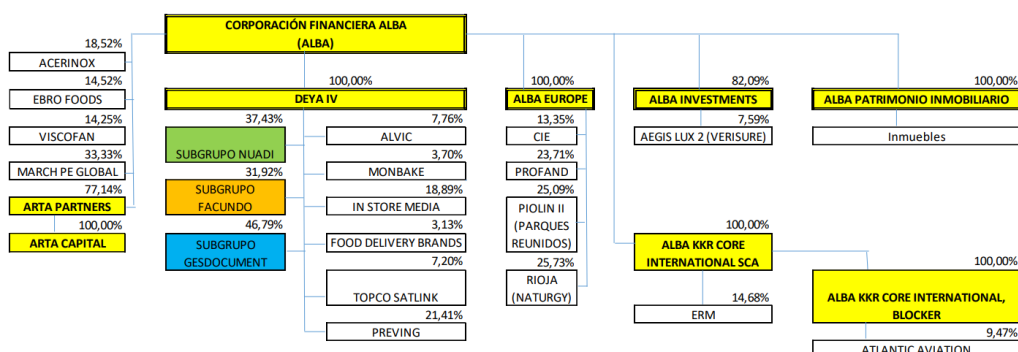 CORPORACIÓN FINANCIERA ALBA
(ALBA)
18,52%
ACERINOX
14,52%
EBRO FOODS
14,25%
VISCOFAN
33,33%
MARCH PE GLOBAL
77,14%
ARTA PARTNERS
100,00%
ARTA CAPITAL
100,00%
DEYA IV
37,43%
SUBGRUPO NUADI
31,92%
SUBGRUPO
FACUNDO
46,79%
SUBGRUPO
GESDOCUMENT
7,76%
ALVIC
3,70%
MONBAKE
18,89%
IN STORE MEDIA
3,13%
FOOD DELIVERY BRANDS
7,20%
TOPCO SATLINK
21,41%
PREVING
100,00%
ALBA EUROPE
13,35%
CIE
23,71%
PROFAND
25,09%
PIOLIN II
(PARQUES
REUNIDOS)
25,73%
RIOJA
(NATURGY)
82,09%
ALBA INVESTMENTS
7,59%
AEGIS LUX 2 (VERISURE)
100,00%
ALBA PATRIMONIO INMOBILIARIO
Inmuebles
100,00%
ALBA KKR CORE
INTERNATIONAL SCA
14,68%
ERM
100,00%
ALBA KKR CORE INTERNATIONAL,
BLOCKER
9,47%
ATLANTIC AVIATION